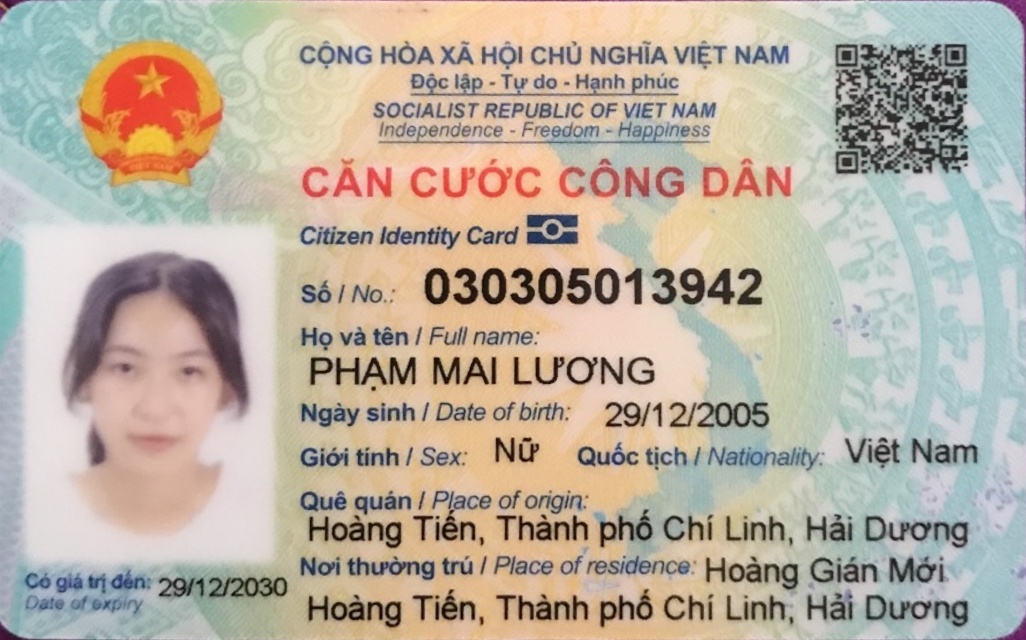 CỘNG HÒA XÃ HỘI CHỦ NGHĨA VIỆT NAM
Độc lập - Tự do - Hạnh phúc
SOCIALIST REPUBLIC OF VIET NAM
Independence - Freedom - Happiness
CĂN CƯỚC CÔNG DÂN
Citizen Identity Card
Số / No.: 030305013942
Họ và tên / Full name:
PHẠM MAI LƯƠNG
Ngày sinh / Date of birth: 29/12/2005
Giới tính / Sex: Nữ Quốc tịch / Nationality: Việt Nam
Quê quán / Place of origin:
Hoàng Tiến, Thành phố Chí Linh, Hải Dương
Nơi thường trú / Place of residence: Hoàng Gián Mới
Hoàng Tiến, Thành phố Chí Linh, Hải Dương
Có giá trị đến: 29/12/2030
Date of expiry